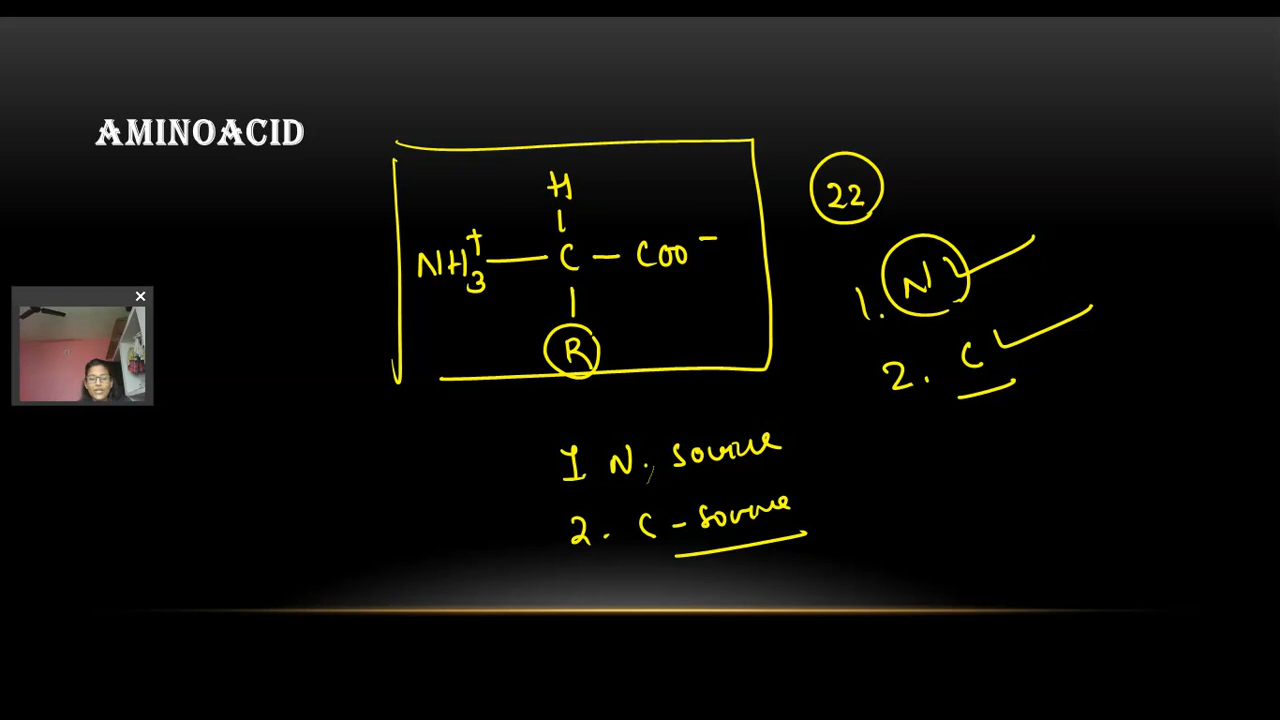 AMINOACID
H
NH3+ — C — COO−
R
22
1. N
2. C
1 N. source
2. C - source